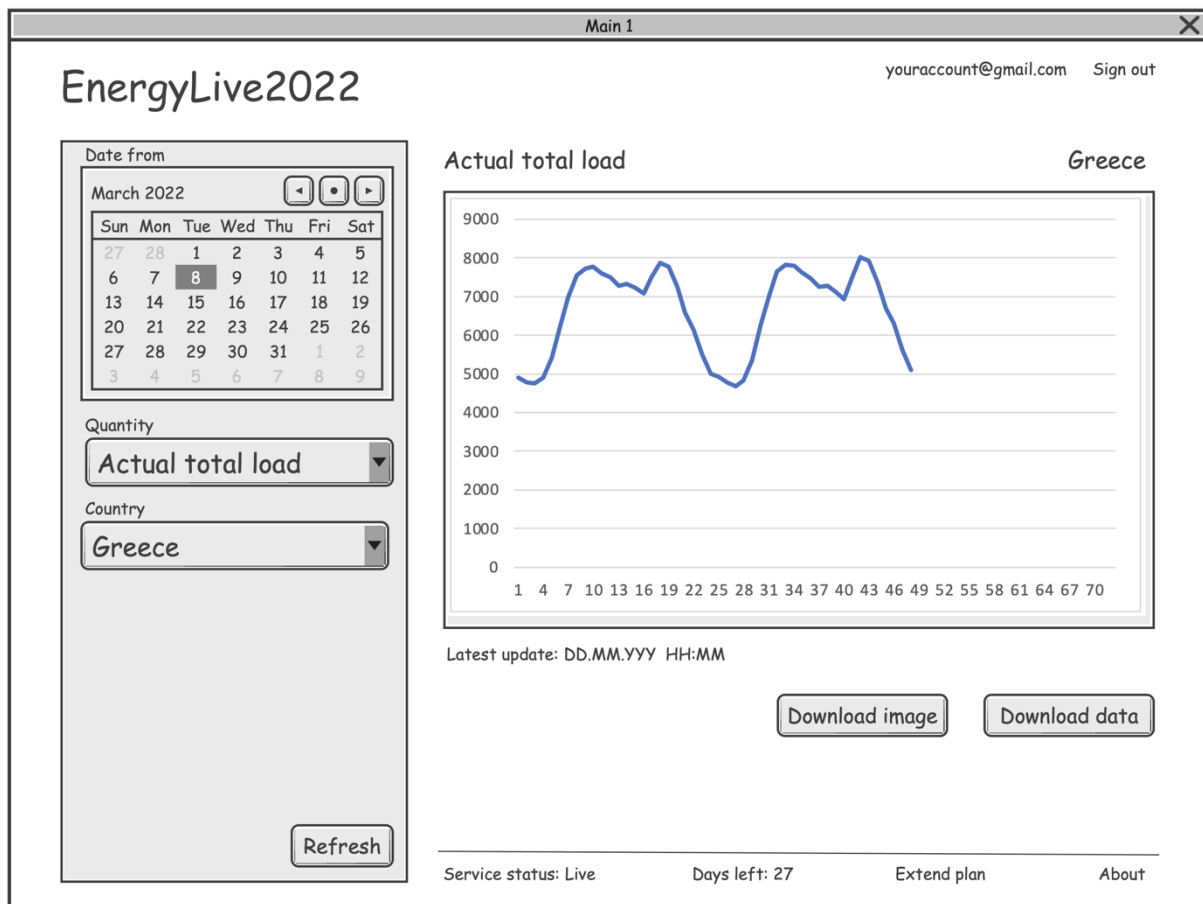 Main 1
youraccount@gmail.com Sign out
EnergyLive2022
Date from
March 2022
Sun Mon Tue Wed Thu Fri Sat
27 28 1 2 3 4 5
6 7 8 9 10 11 12
13 14 15 16 17 18 19
20 21 22 23 24 25 26
27 28 29 30 31 1 2
3 4 5 6 7 8 9
Quantity
Actual total load
Country
Greece
Refresh
Actual total load Greece
9000
8000
7000
6000
5000
4000
3000
2000
1000
0
1 4 7 10 13 16 19 22 25 28 31 34 37 40 43 46 49 52 55 58 61 64 67 70
Latest update: DD.MM.YYY HH:MM
Download image Download data
Service status: Live Days left: 27 Extend plan About